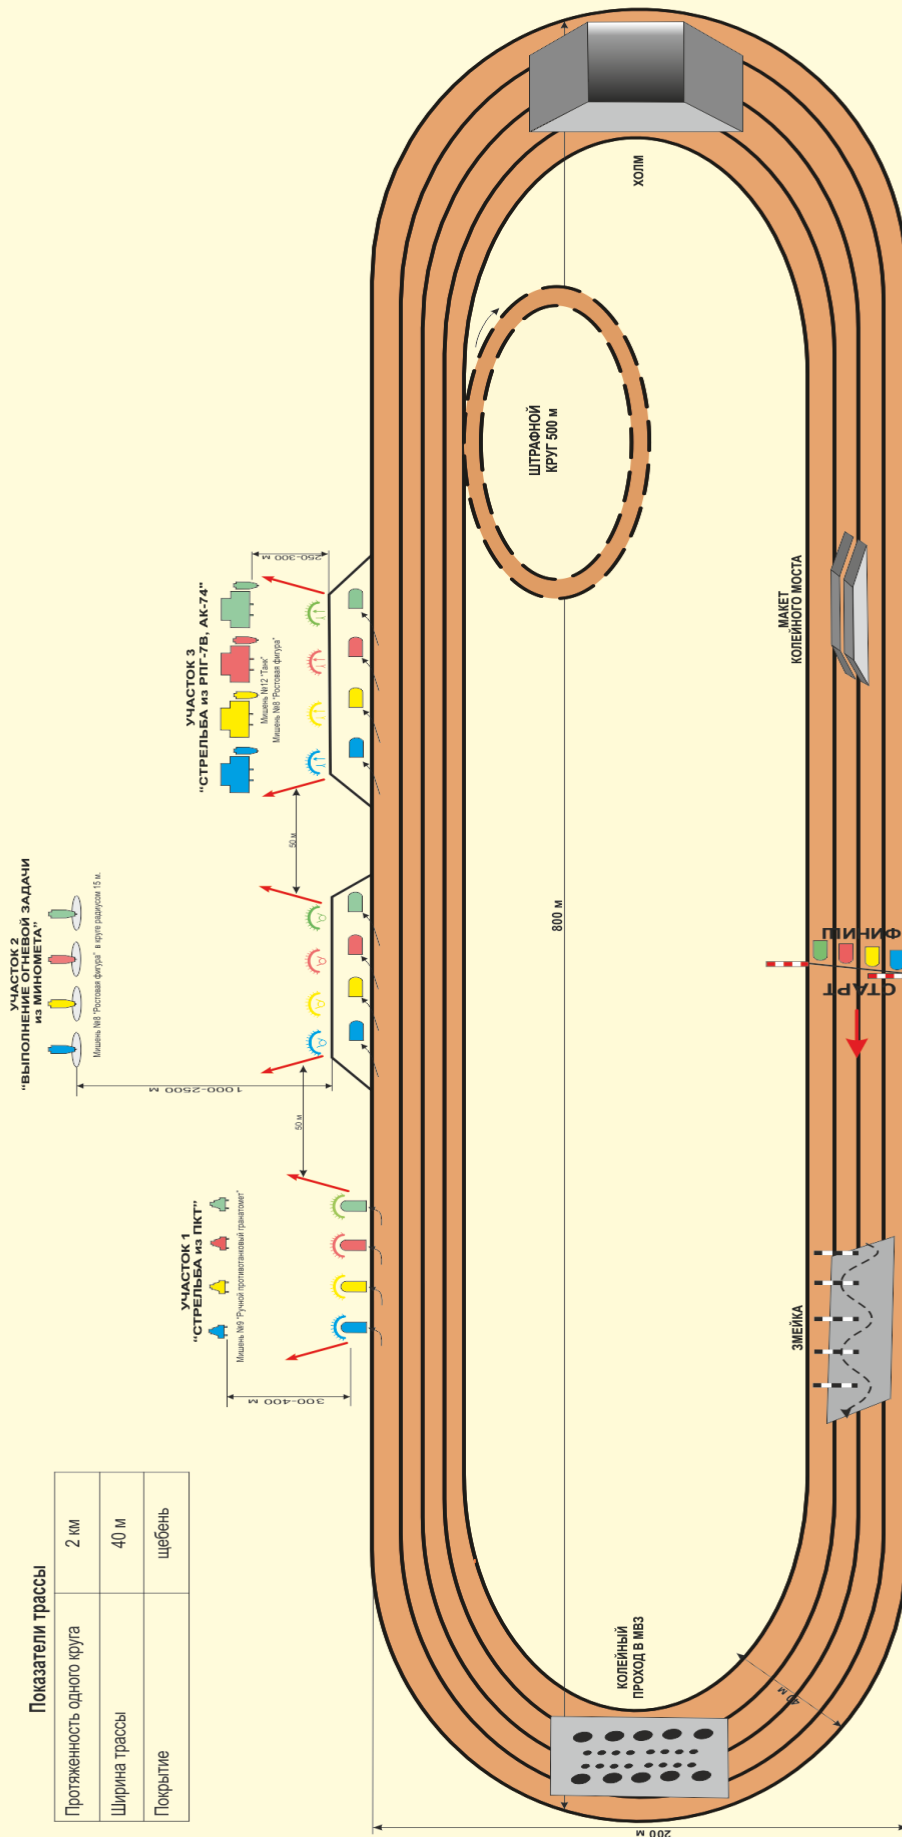 Показатели трассы
Протяженность одного круга
2 км
Ширина трассы
40 м
Покрытие
щебень
УЧАСТОК 1
"СТРЕЛЬБА из ПКТ"
Мишень №9 "Ручной противотанковый гранатомет"
300-400 М
50 м
УЧАСТОК 2
"ВЫПОЛНЕНИЕ ОГНЕВОЙ ЗАДАЧИ
из МИНОМЕТА"
Мишень №8 "Ростовая фигура" в круге радиусом 15 м.
1000-2500 М
50 м
УЧАСТОК 3
"СТРЕЛЬБА из РПГ-7В, АК-74"
Мишень №12 "Танк"
Мишень №8 "Ростовая фигура"
250-300 М
ШТРАФНОЙ
КРУГ 500 м
800 м
ХОЛМ
КОЛЕЙНЫЙ
ПРОХОД В МВЗ
40 м
200 м
ЗМЕЙКА
СТАРТ
ФИНИШ
МАКЕТ
КОЛЕЙНОГО МОСТА